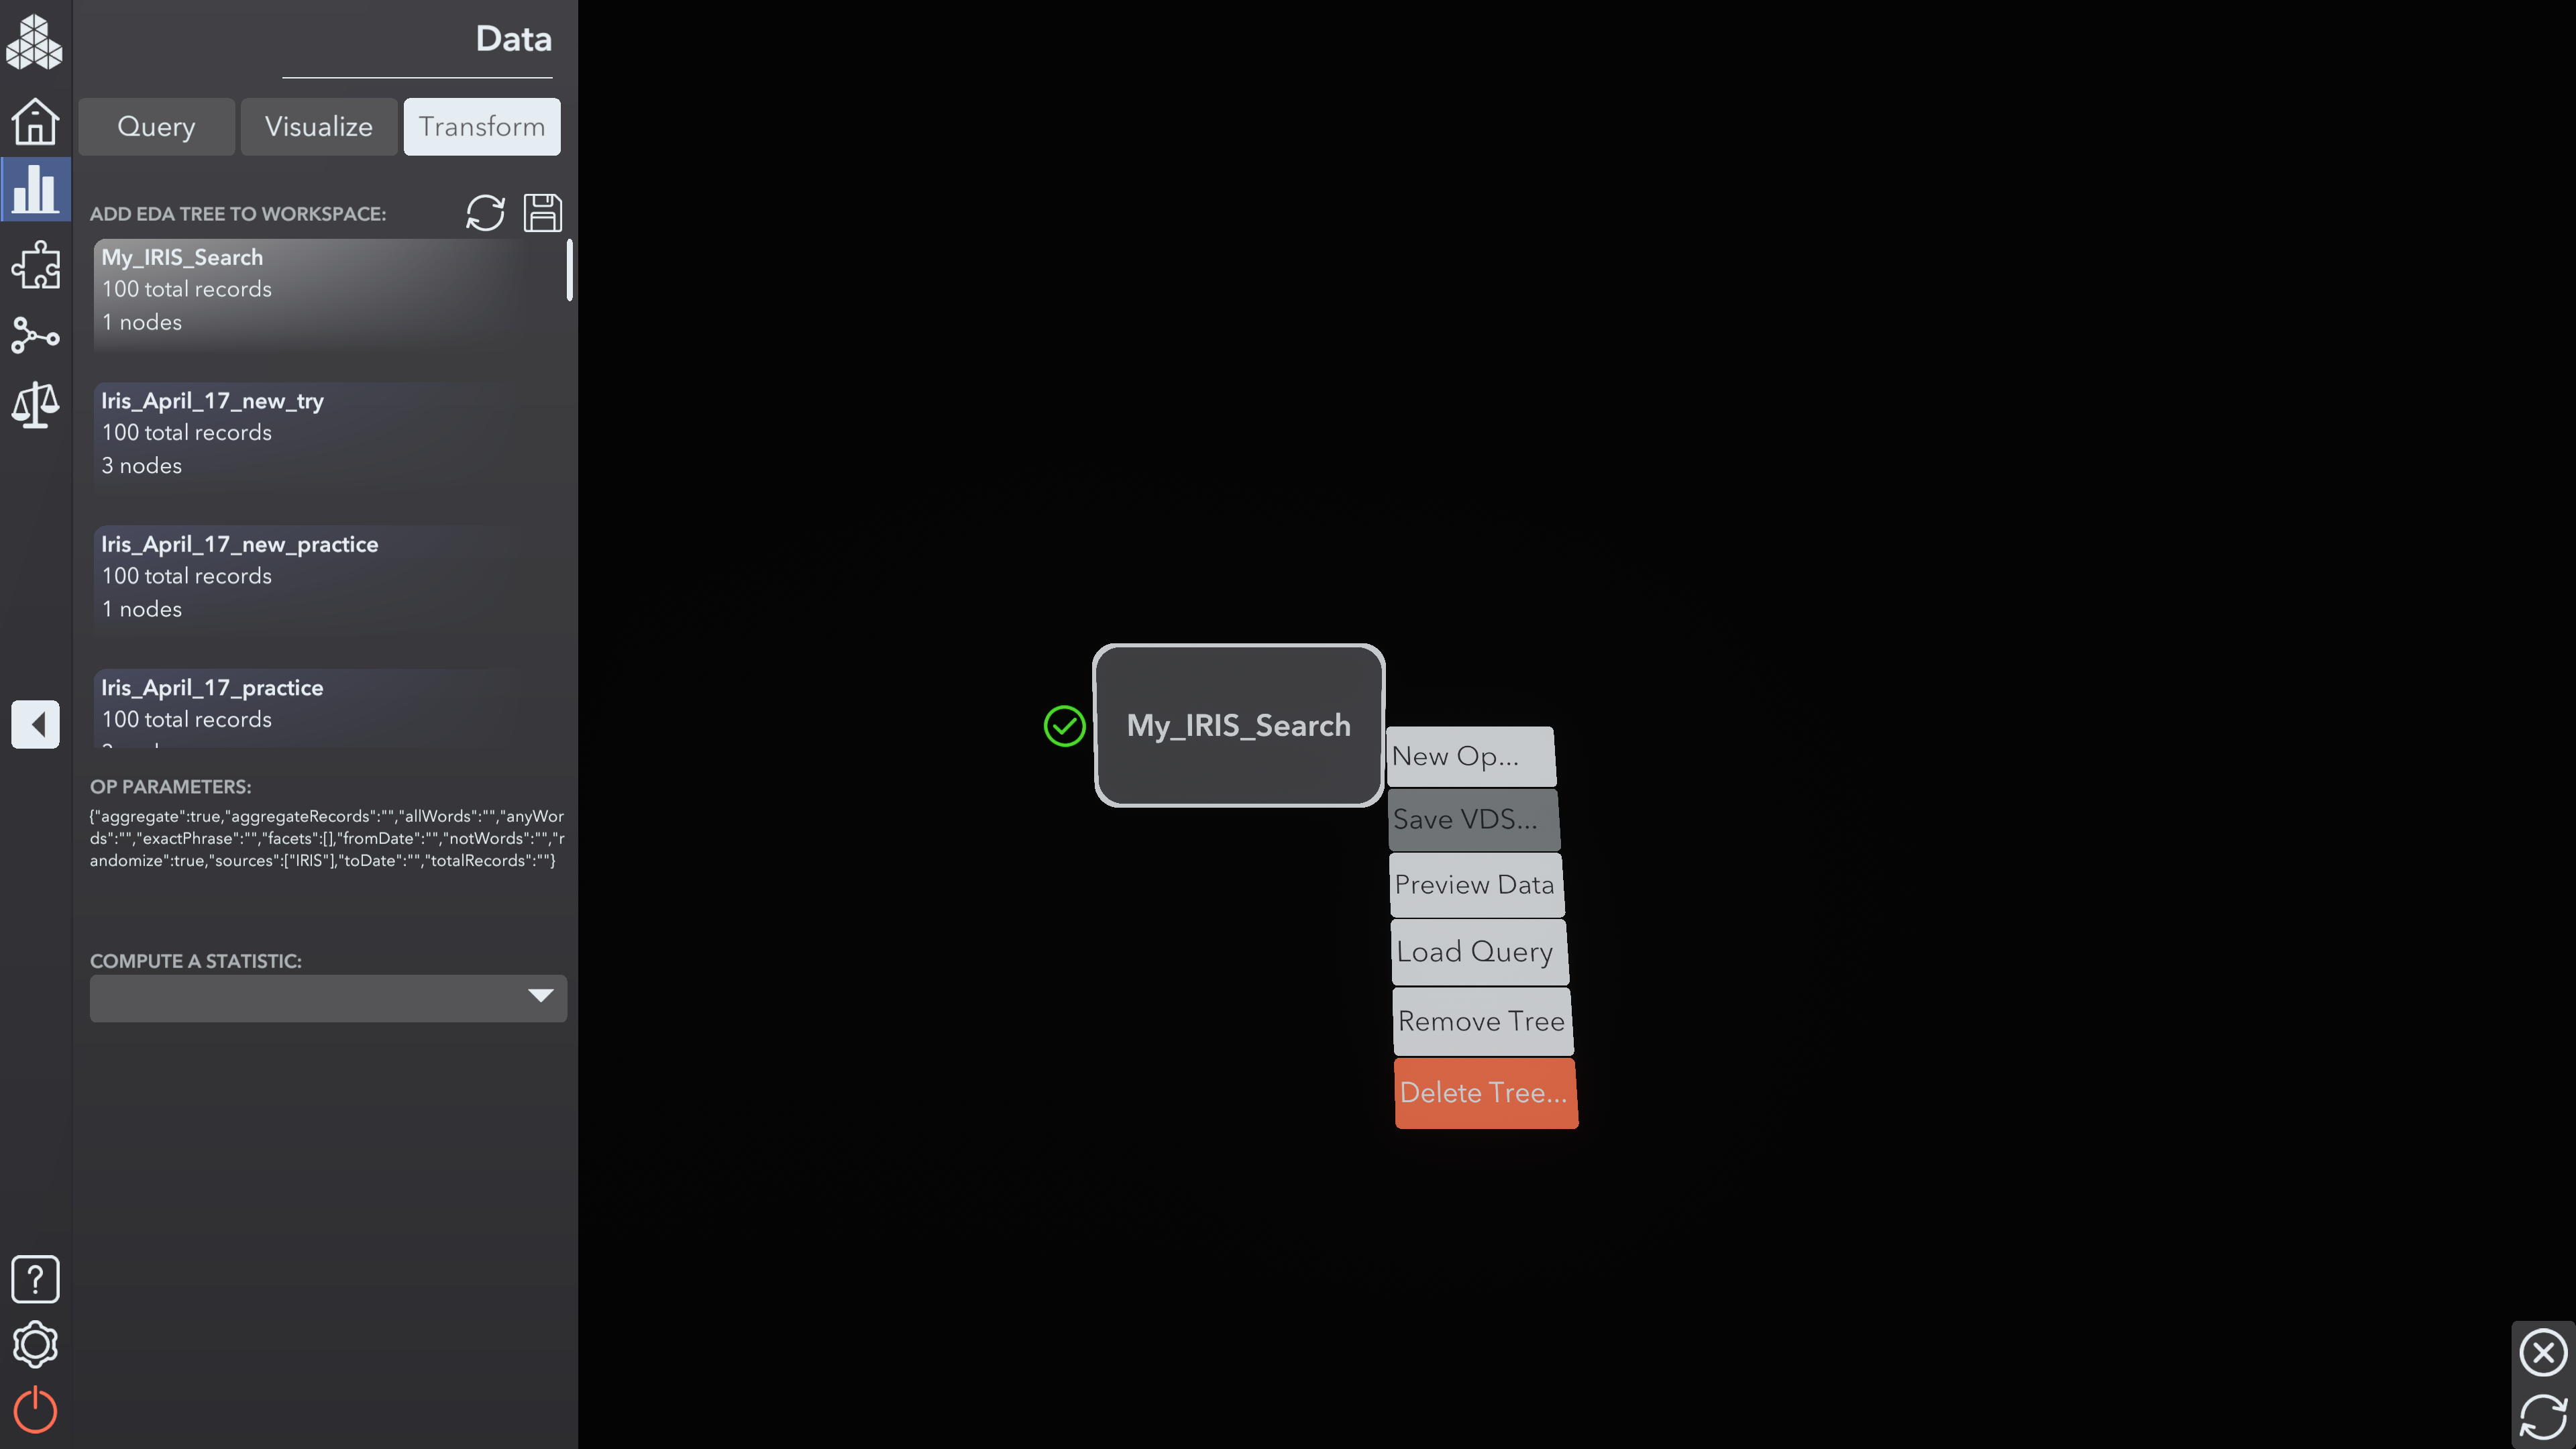 Data
Query
Visualize
Transform
ADD EDA TREE TO WORKSPACE:
My_IRIS_Search
100 total records
1 nodes
Iris_April_17_new_try
100 total records
3 nodes
Iris_April_17_new_practice
100 total records
1 nodes
Iris_April_17_practice
100 total records
OP PARAMETERS:
{"aggregate":true,"aggregateRecords":"","allWords":"","anyWor
ds":"","exactPhrase":"","facets":[],"fromDate":"","notWords":"","r
andomize":true,"sources":["IRIS"],"toDate":"","totalRecords":""}
COMPUTE A STATISTIC:
My_IRIS_Search
New Op...
Save VDS...
Preview Data
Load Query
Remove Tree
Delete Tree...
?